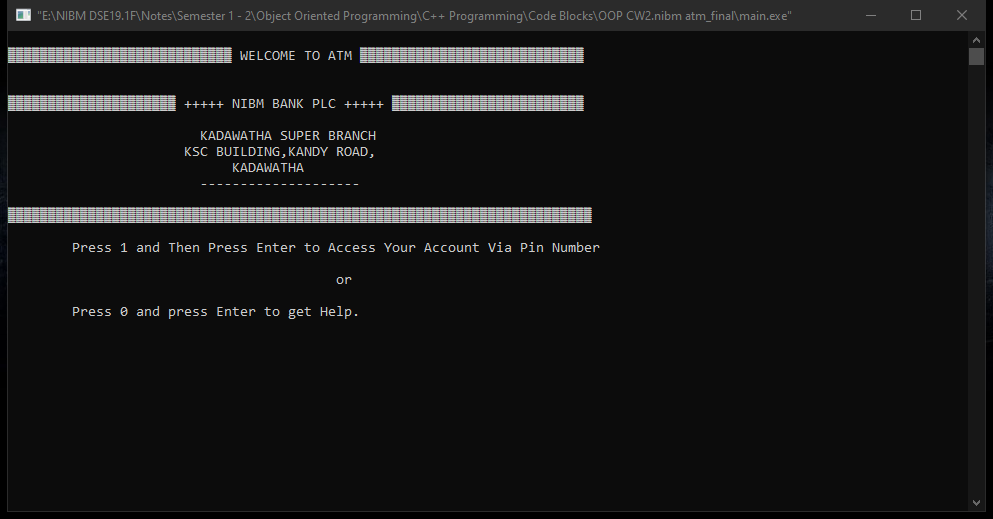 "E:\NIBM DSE19.1F\Notes\Semester 1 - 2\Object Oriented Programming\C++ Programming\Code Blocks\OOP CW2.nibm atm_final\main.exe"
WELCOME TO ATM
+++++ NIBM BANK PLC +++++
KADAWATHA SUPER BRANCH
KSC BUILDING,KANDY ROAD,
KADAWATHA
--------------------
Press 1 and Then Press Enter to Access Your Account Via Pin Number
or
Press 0 and press Enter to get Help.